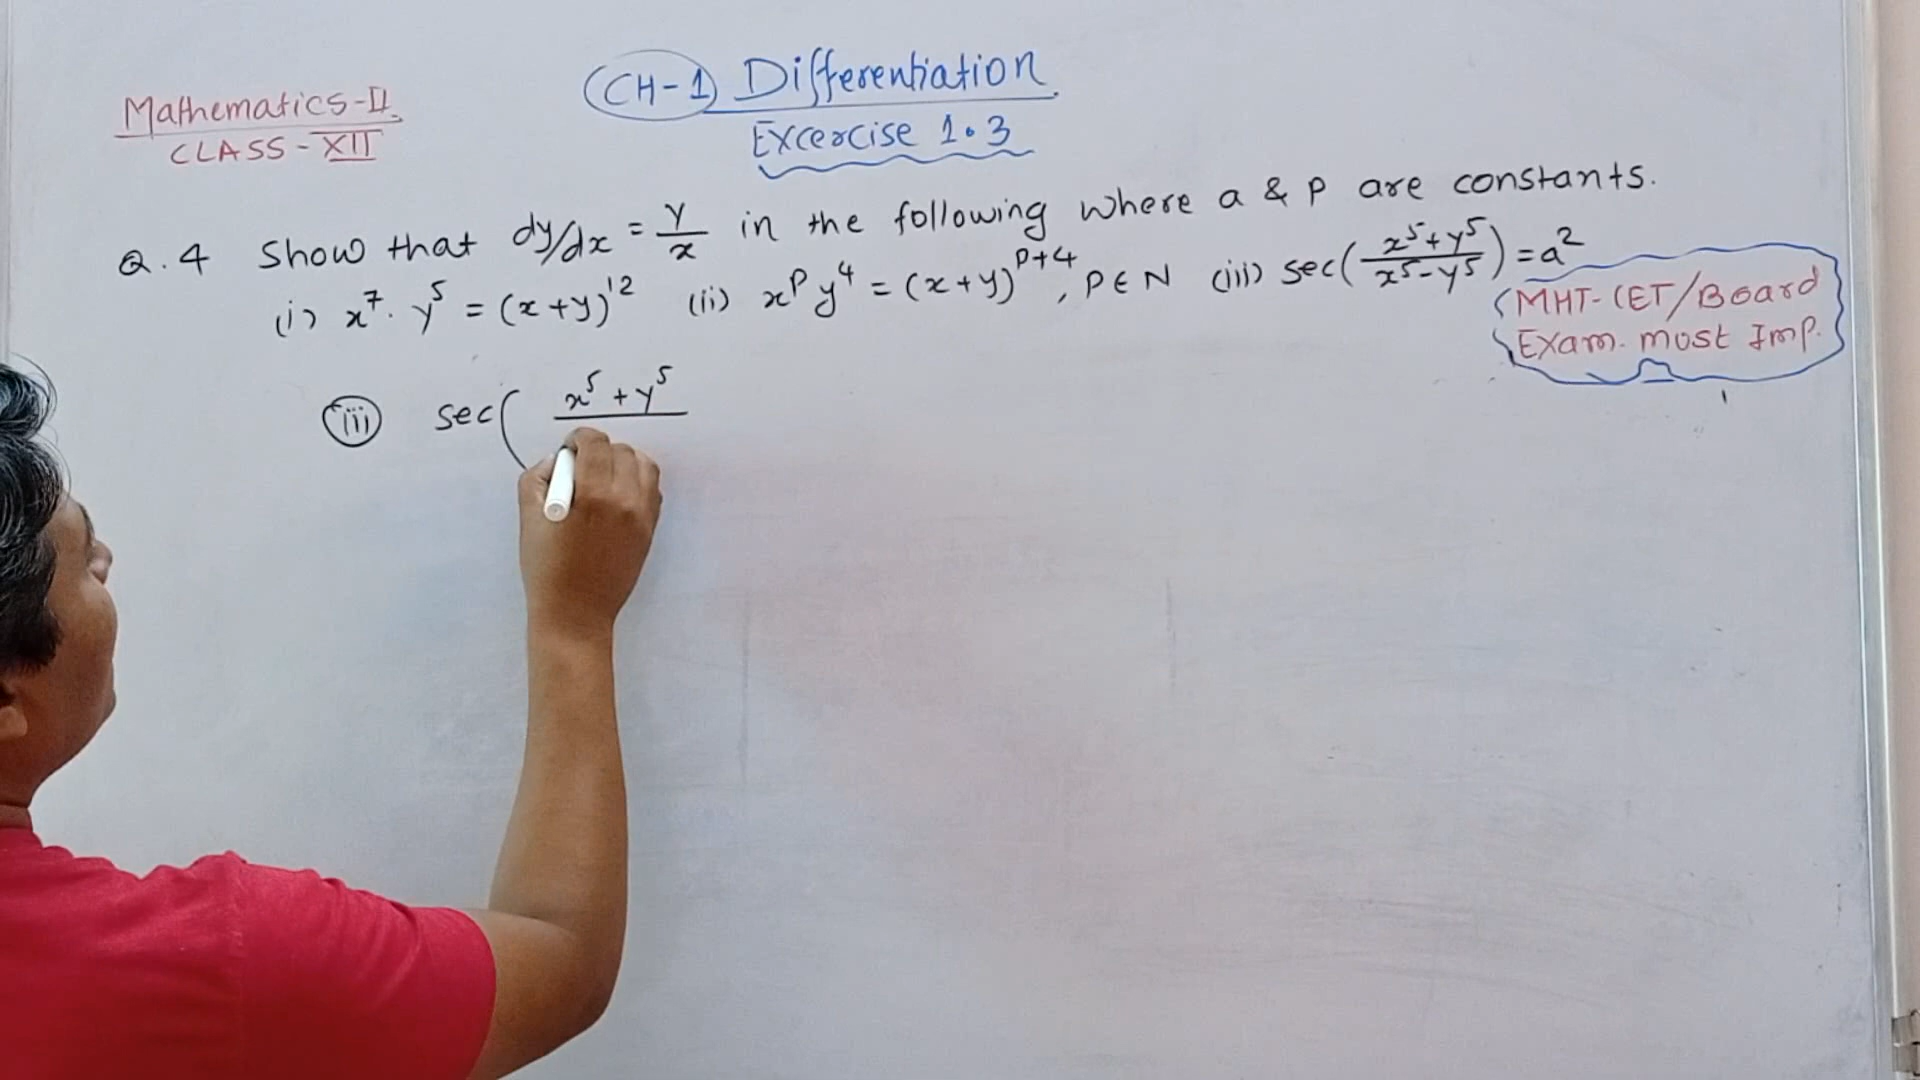 Mathematics-II.
CLASS-XII
CH-1 Differentiation
Excercise 1.3
Q.4 Show that dy/dx = y/x in the following where a & p are constants.
(i) x⁷. y⁵ = (x+y)¹² (ii) xᵖ y⁴ = (x+y)ᵖ⁺⁴, P∈N (iii) sec(x⁵+y⁵/x⁵-y⁵) = a²
MHT-CET/Board
Exam. most Imp.
(iii) sec( x⁵+y⁵